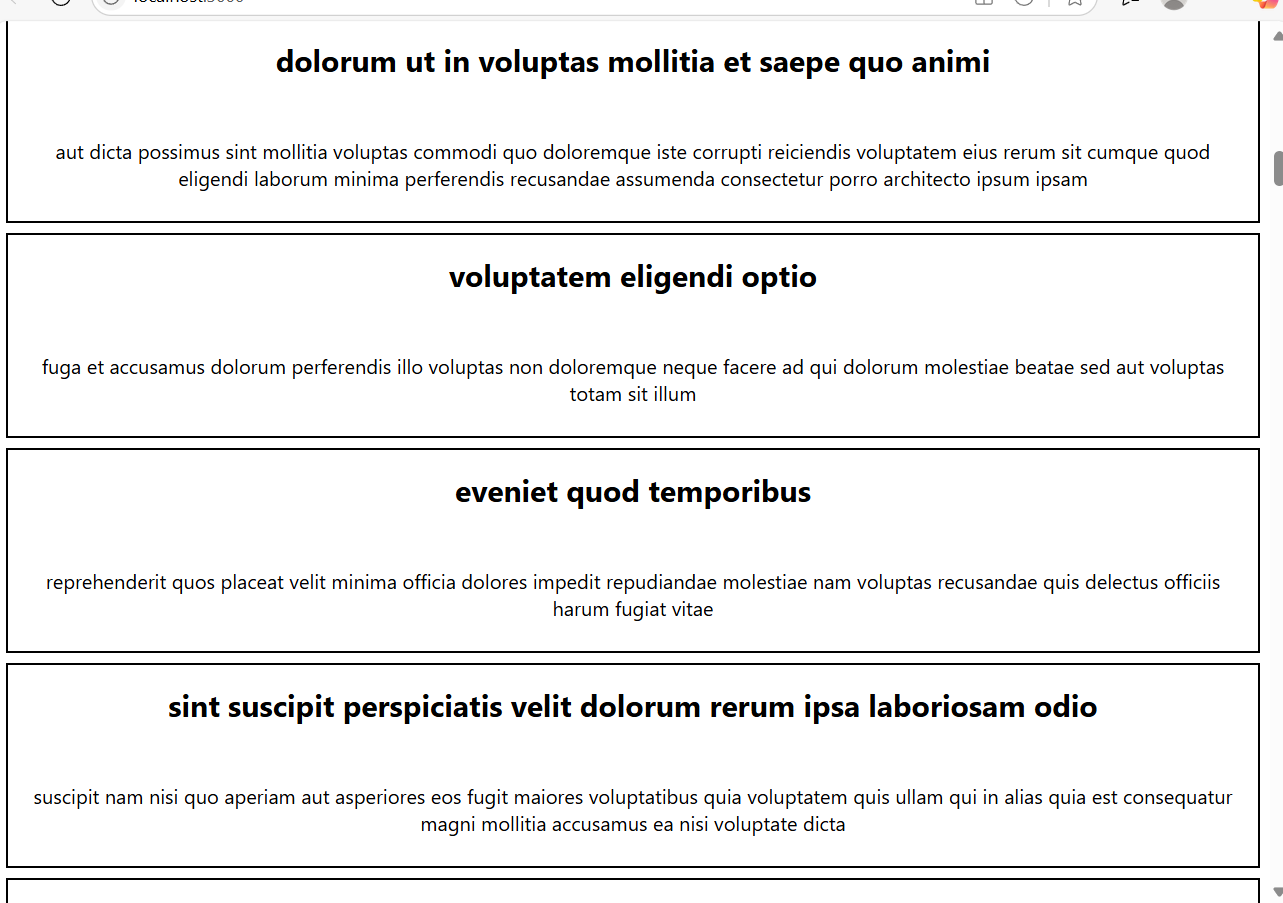 dolorum ut in voluptas mollitia et saepe quo animi
aut dicta possimus sint mollitia voluptas commodi quo doloremque iste corrupti reiciendis voluptatem eius rerum sit cumque quod
eligendi laborum minima perferendis recusandae assumenda consectetur porro architecto ipsum ipsam
voluptatem eligendi optio
fuga et accusamus dolorum perferendis illo voluptas non doloremque neque facere ad qui dolorum molestiae beatae sed aut voluptas
totam sit illum
eveniet quod temporibus
reprehenderit quos placeat velit minima officia dolores impedit repudiandae molestiae nam voluptas recusandae quis delectus officiis
harum fugiat vitae
sint suscipit perspiciatis velit dolorum rerum ipsa laboriosam odio
suscipit nam nisi quo aperiam aut asperiores eos fugit maiores voluptatibus quia voluptatem quis ullam qui in alias quia est consequatur
magni mollitia accusamus ea nisi voluptate dicta